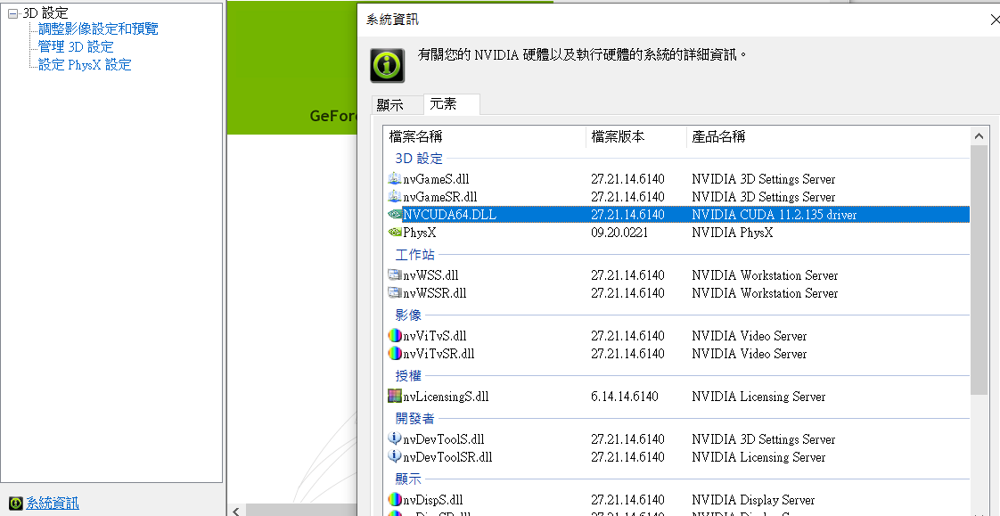 3D 設定
調整影像設定和預覽
管理 3D 設定
設定 PhysX 設定
系統資訊
GeForc
系統資訊
有關您的 NVIDIA 硬體以及執行硬體的系統的詳細資訊。
顯示 元素
檔案名稱 檔案版本 產品名稱
3D 設定
nvGameS.dll 27.21.14.6140 NVIDIA 3D Settings Server
nvGameSR.dll 27.21.14.6140 NVIDIA 3D Settings Server
NVCUDA64.DLL 27.21.14.6140 NVIDIA CUDA 11.2.135 driver
PhysX 09.20.0221 NVIDIA PhysX
工作站
nvWSS.dll 27.21.14.6140 NVIDIA Workstation Server
nvWSSR.dll 27.21.14.6140 NVIDIA Workstation Server
影像
nvViTvS.dll 27.21.14.6140 NVIDIA Video Server
nvViTvSR.dll 27.21.14.6140 NVIDIA Video Server
授權
nvLicensingS.dll 6.14.14.6140 NVIDIA Licensing Server
開發者
nvDevToolS.dll 27.21.14.6140 NVIDIA 3D Settings Server
nvDevToolSR.dll 27.21.14.6140 NVIDIA Licensing Server
顯示
nvDispS.dll 27.21.14.6140 NVIDIA Display Server